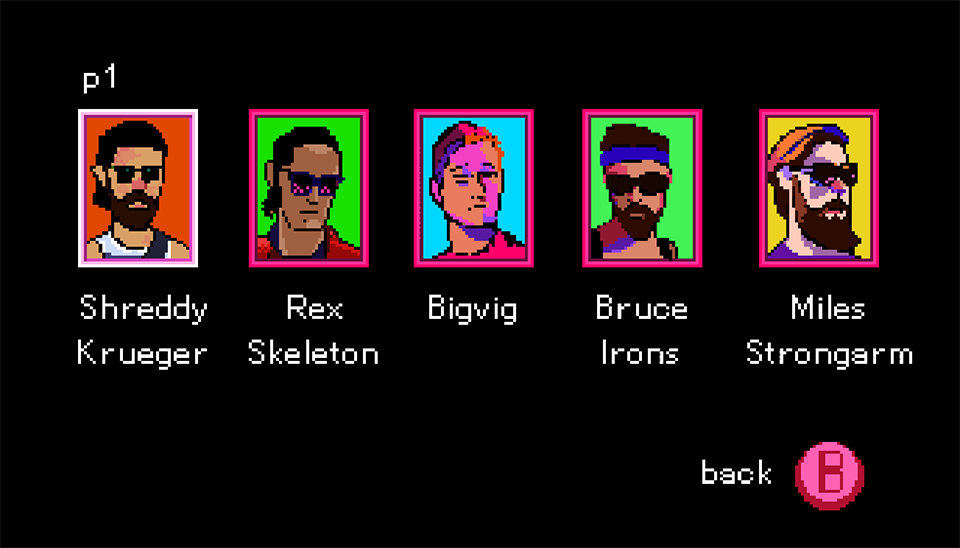 p1
Shreddy Krueger
Rex Skeleton
Bigvig
Bruce Irons
Miles Strongarm
back B